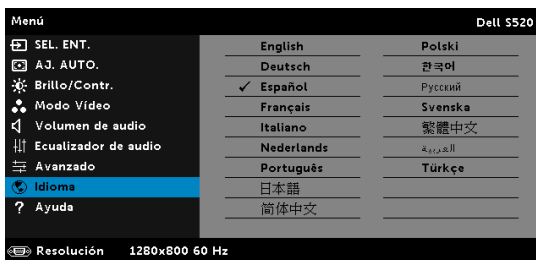 Menú Dell S520
SEL. ENT.
AJ. AUTO.
Brillo/Contr.
Modo Vídeo
Volumen de audio
Ecualizador de audio
Avanzado
Idioma
? Ayuda
English Polski
Deutsch 한국어
✓ Español Русский
Français Svenska
Italiano 繁體中文
Nederlands العربية
Português Türkçe
日本語
简体中文
Resolución 1280x800 60 Hz